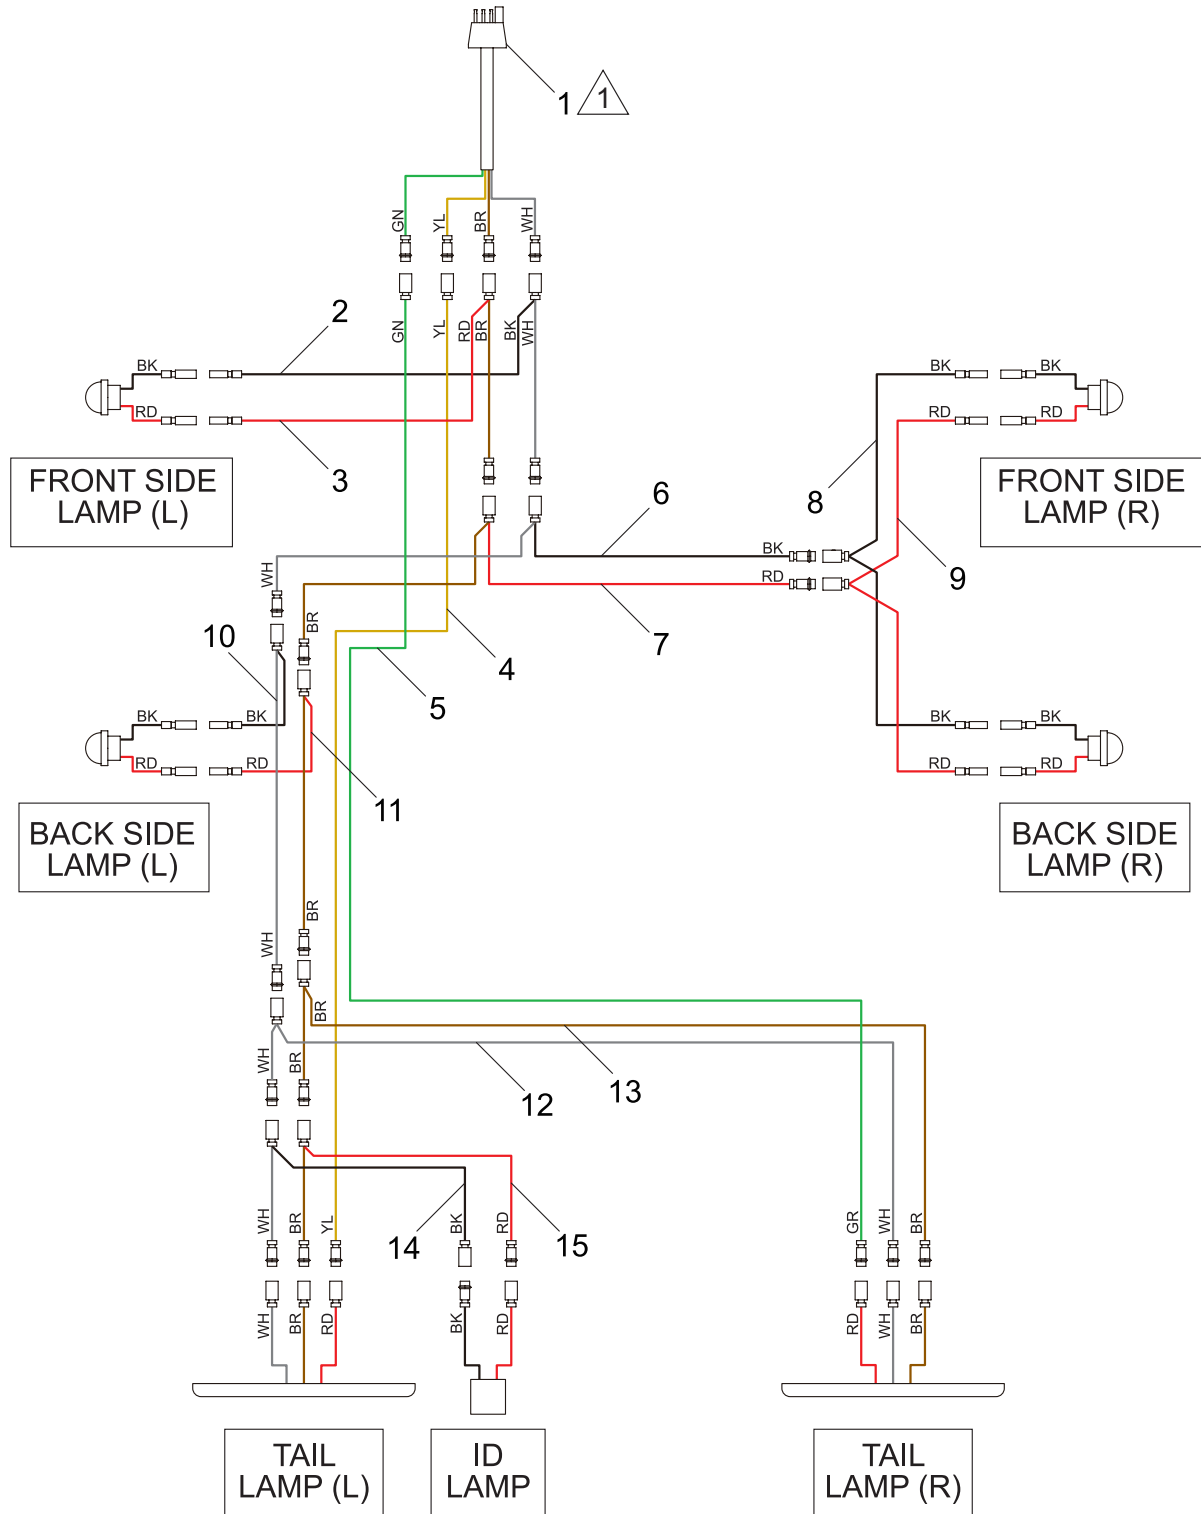 1
1
GN
YL
BR
WH
GN
YL
RD
BR
BK
WH
2
BK
RD
3
FRONT SIDE
LAMP (L)
BK
BK
RD
RD
8
9
FRONT SIDE
LAMP (R)
6
BK
RD
7
WH
BR
10
4
5
BK
BK
RD
RD
11
BACK SIDE
LAMP (L)
BK
BK
RD
RD
BACK SIDE
LAMP (R)
WH
BR
BR
WH
BR
12
13
14
15
WH
BR
YL
BK
RD
GR
WH
BR
WH
BR
RD
BK
RD
RD
WH
BR
TAIL
LAMP (L)
ID
LAMP
TAIL
LAMP (R)